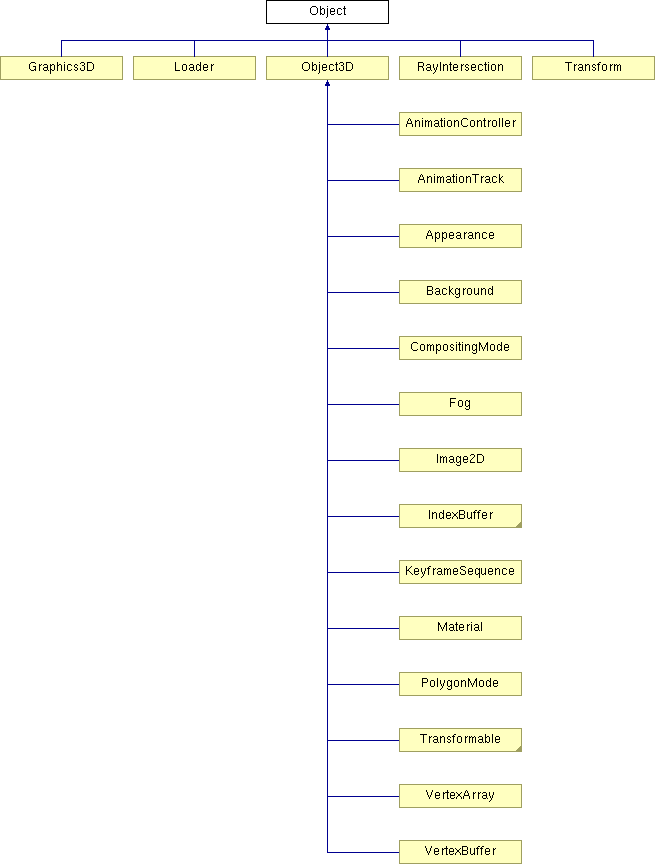 Object
Graphics3D
Loader
Object3D
RayIntersection
Transform
AnimationController
AnimationTrack
Appearance
Background
CompositingMode
Fog
Image2D
IndexBuffer
KeyframeSequence
Material
PolygonMode
Transformable
VertexArray
VertexBuffer